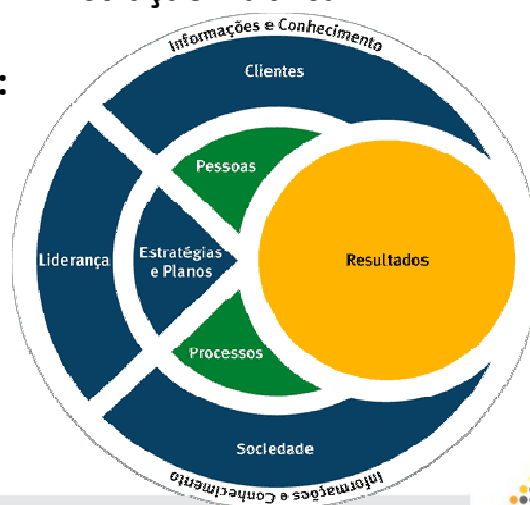 :
Informações e Conhecimento
Clientes
Pessoas
Liderança
Estratégias
e Planos
Resultados
Processos
Sociedade
Informações e Conhecimento